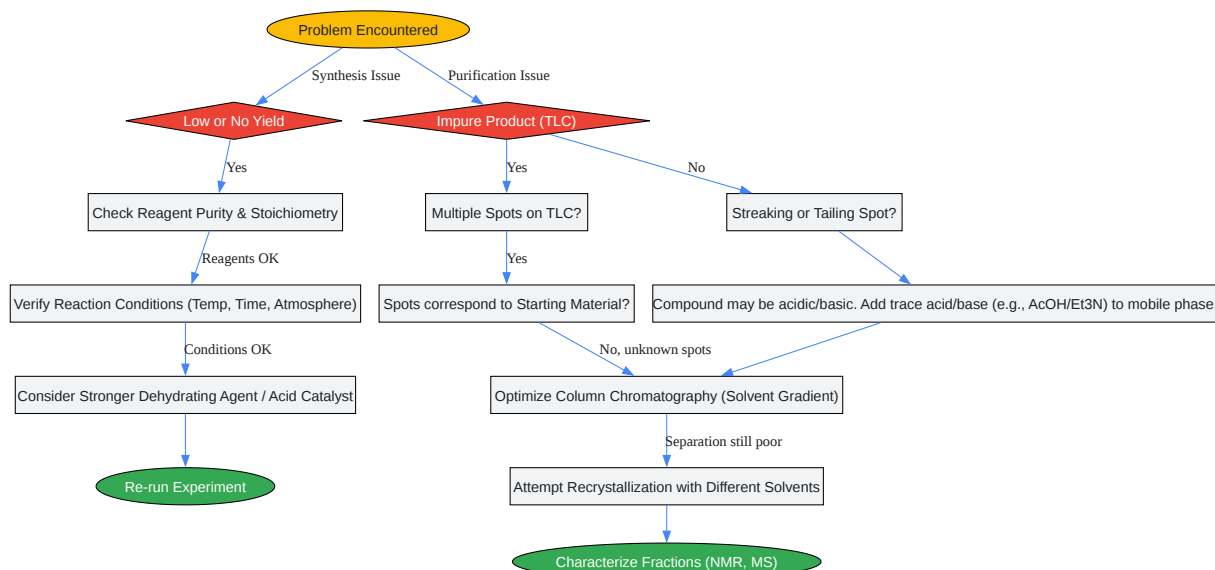 Problem Encountered
Synthesis Issue
Purification Issue
Low or No Yield
Impure Product (TLC)
Yes
Yes
No
Check Reagent Purity & Stoichiometry
Multiple Spots on TLC?
Streaking or Tailing Spot?
Reagents OK
Yes
Verify Reaction Conditions (Temp, Time, Atmosphere)
Spots correspond to Starting Material?
Compound may be acidic/basic. Add trace acid/base (e.g., AcOH/Et3N) to mobile phase
Conditions OK
No, unknown spots
Consider Stronger Dehydrating Agent / Acid Catalyst
Optimize Column Chromatography (Solvent Gradient)
Separation still poor
Re-run Experiment
Attempt Recrystallization with Different Solvents
Characterize Fractions (NMR, MS)